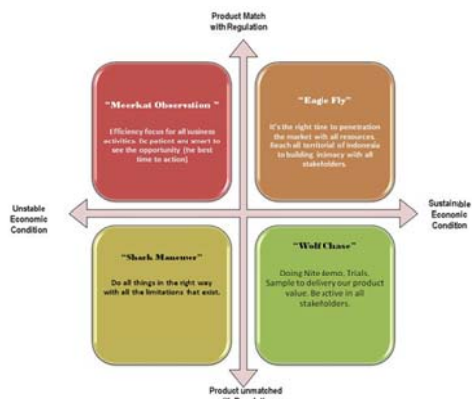 Product Match
with Regulation
"Meerkat Observation "
Efficiency focus for all business
activities. Be patient and smart to
see the opportunity (the best
time to action)
"Eagle Fly"
It's the right time to penetration
the market with all resources.
Reach all territorial of Indonesia
to building intimacy with all
stakeholders.
Unstable
Economic
Condition
Sustainable
Economic
Condition
"Shark Maneuver"
Do all things in the right way
with all the limitations that exist.
"Wolf Chase"
Doing Nite demo, Trials,
Sample to delivery our product
value. Be active in all
stakeholders.
Product unmatched